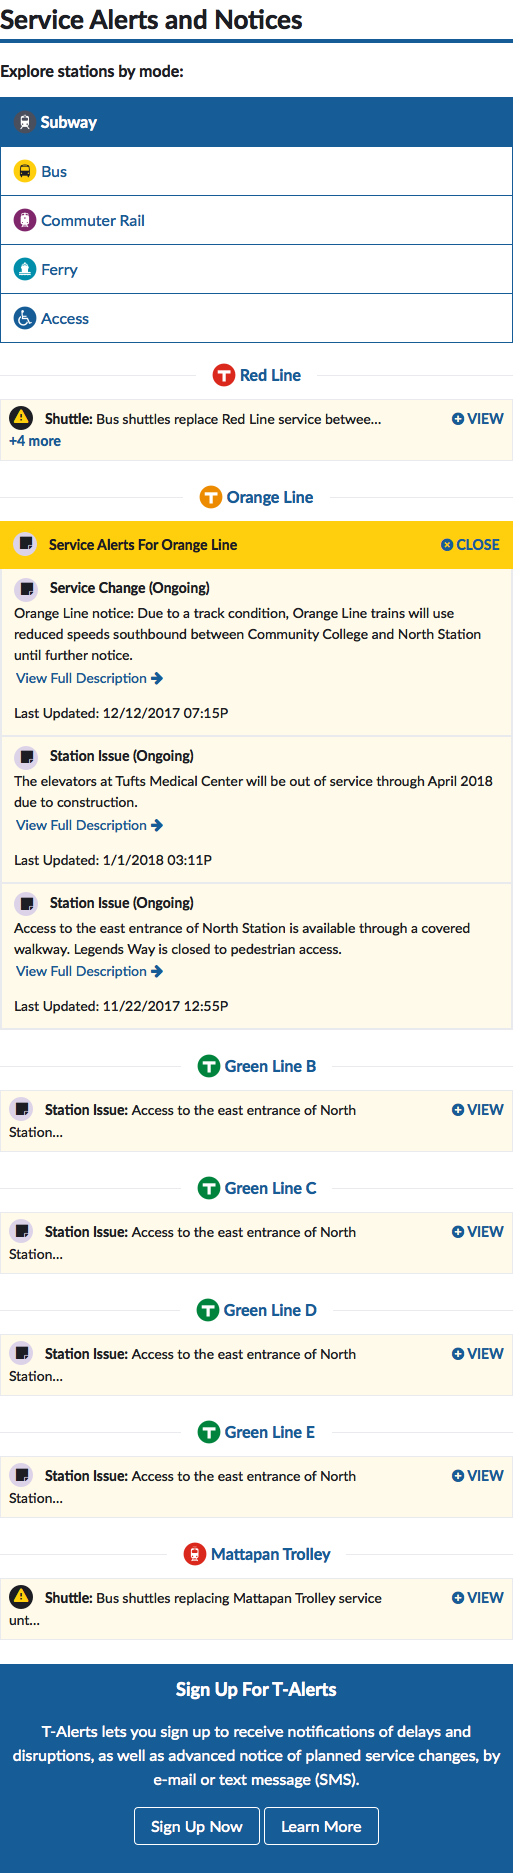 Service Alerts and Notices
Explore stations by mode:
Subway
Bus
Commuter Rail
Ferry
Access
T Red Line
Shuttle: Bus shuttles replace Red Line service betwee... VIEW
+4 more
T Orange Line
Service Alerts For Orange Line CLOSE
Service Change (Ongoing)
Orange Line notice: Due to a track condition, Orange Line trains will use
reduced speeds southbound between Community College and North Station
until further notice.
View Full Description
Last Updated: 12/12/2017 07:15P
Station Issue (Ongoing)
The elevators at Tufts Medical Center will be out of service through April 2018
due to construction.
View Full Description
Last Updated: 1/1/2018 03:11P
Station Issue (Ongoing)
Access to the east entrance of North Station is available through a covered
walkway. Legends Way is closed to pedestrian access.
View Full Description
Last Updated: 11/22/2017 12:55P
T Green Line B
Station Issue: Access to the east entrance of North VIEW
Station...
T Green Line C
Station Issue: Access to the east entrance of North VIEW
Station...
T Green Line D
Station Issue: Access to the east entrance of North VIEW
Station...
T Green Line E
Station Issue: Access to the east entrance of North VIEW
Station...
Mattapan Trolley
Shuttle: Bus shuttles replacing Mattapan Trolley service VIEW
unt...
Sign Up For T-Alerts
T-Alerts lets you sign up to receive notifications of delays and
disruptions, as well as advanced notice of planned service changes, by
e-mail or text message (SMS).
Sign Up Now Learn More